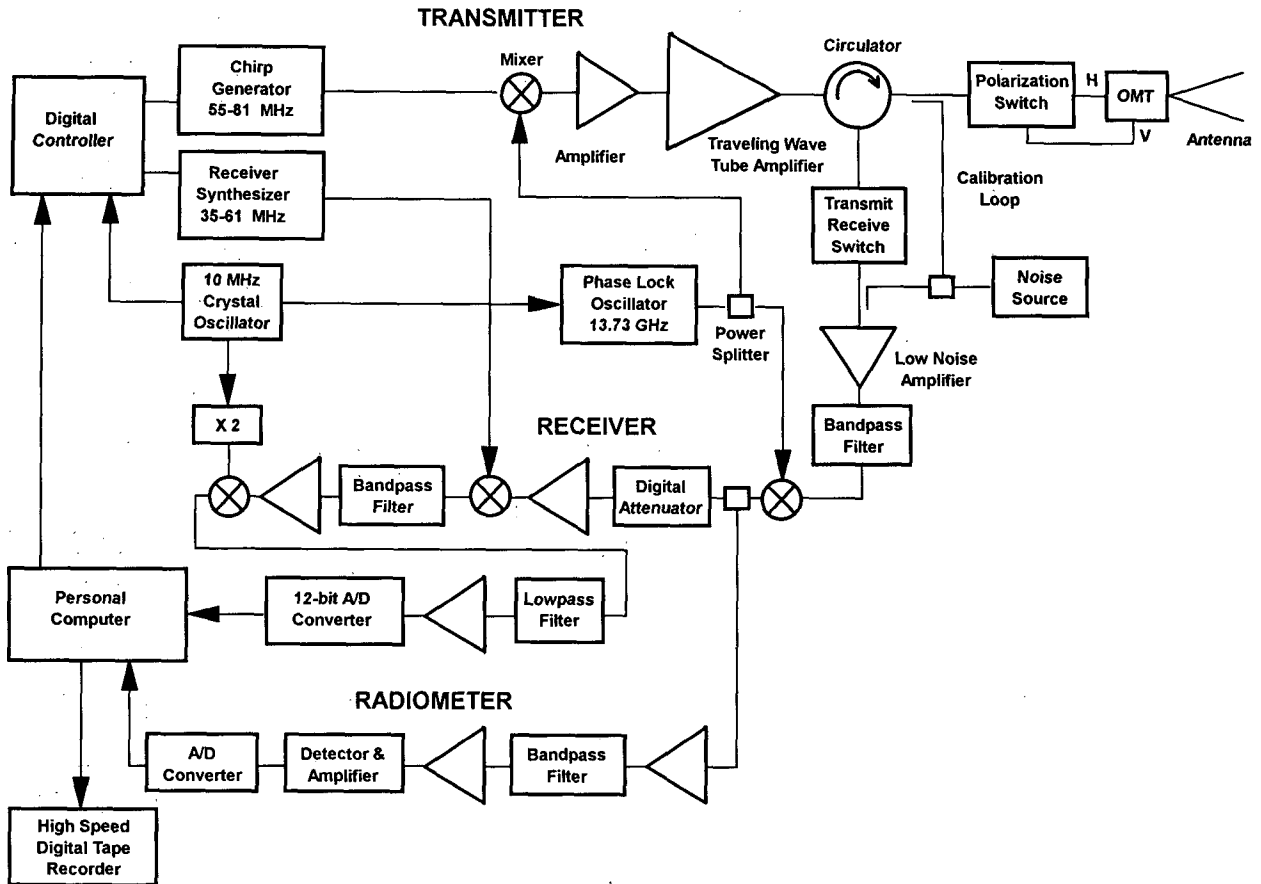 TRANSMITTER
Chirp
Generator
55-81 MHz
Mixer
Circulator
Polarization
Switch
H
OMT
V
Antenna
Digital
Controller
Amplifier
Traveling Wave
Tube Amplifier
Receiver
Synthesizer
35-61 MHz
Calibration
Loop
Transmit
Receive
Switch
10 MHz
Crystal
Oscillator
Phase Lock
Oscillator
13.73 GHz
Power
Splitter
Noise
Source
Low Noise
Amplifier
X 2
RECEIVER
Bandpass
Filter
Bandpass
Filter
Digital
Attenuator
Personal
Computer
12-bit A/D
Converter
Lowpass
Filter
RADIOMETER
A/D
Converter
Detector &
Amplifier
Bandpass
Filter
High Speed
Digital Tape
Recorder